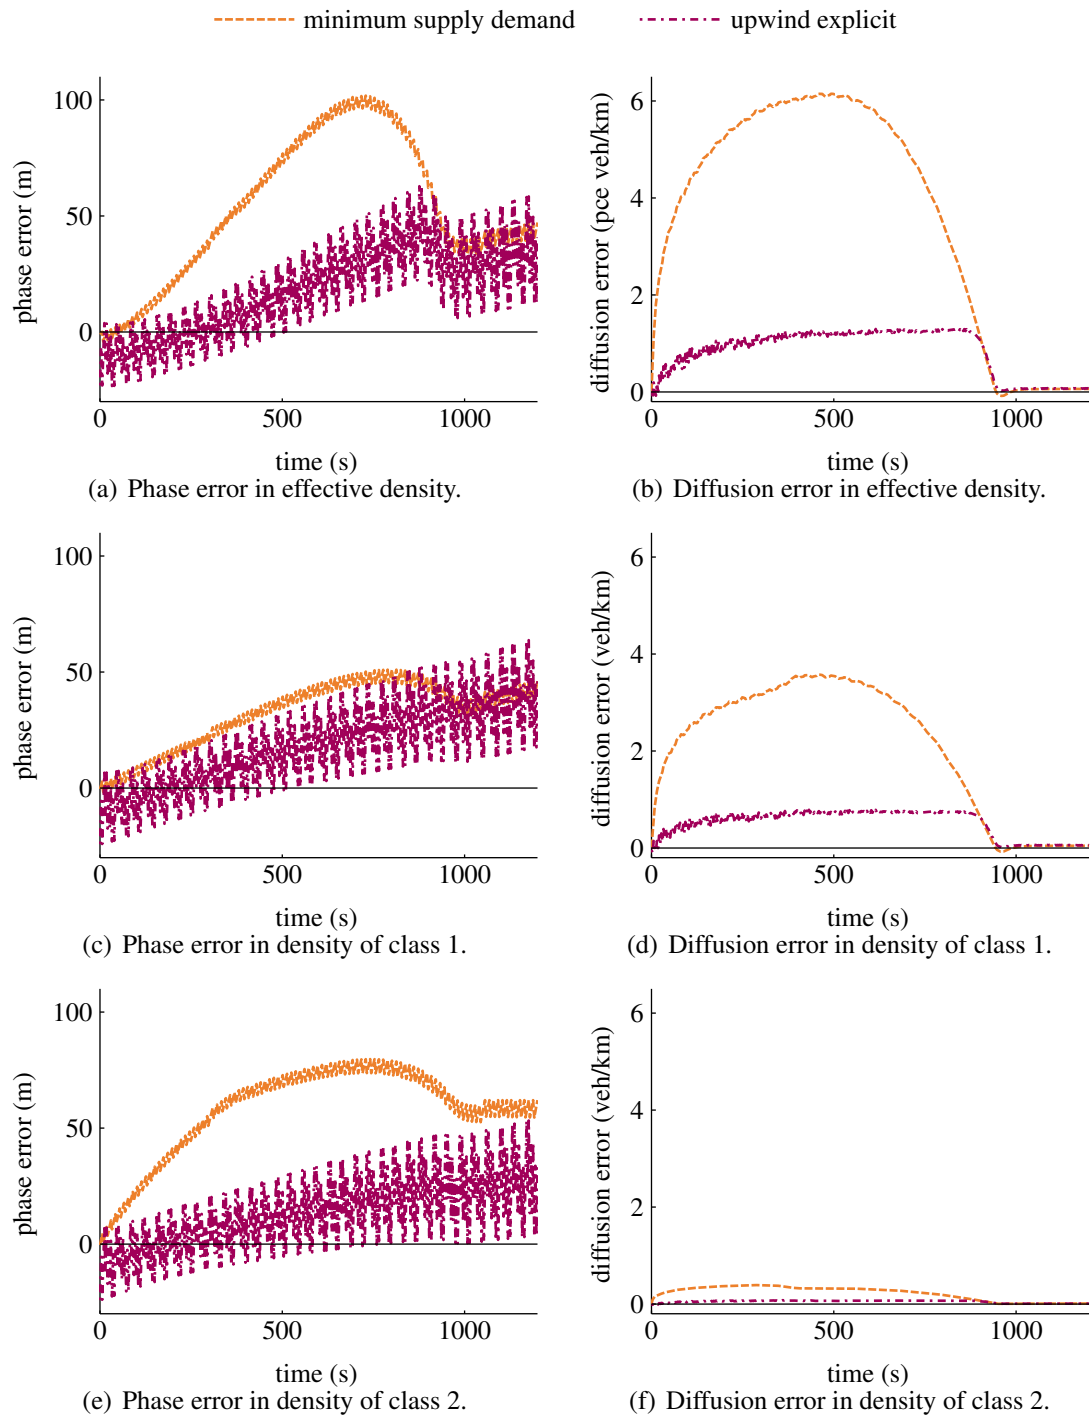 minimum supply demand upwind explicit
phase error (m)
100
50
0
0 500 1000
time (s)
(a) Phase error in effective density.
diffusion error (pce veh/km)
6
4
2
0
0 500 1000
time (s)
(b) Diffusion error in effective density.
phase error (m)
100
50
0
0 500 1000
time (s)
(c) Phase error in density of class 1.
diffusion error (veh/km)
6
4
2
0
0 500 1000
time (s)
(d) Diffusion error in density of class 1.
phase error (m)
100
50
0
0 500 1000
time (s)
(e) Phase error in density of class 2.
diffusion error (veh/km)
6
4
2
0
0 500 1000
time (s)
(f) Diffusion error in density of class 2.